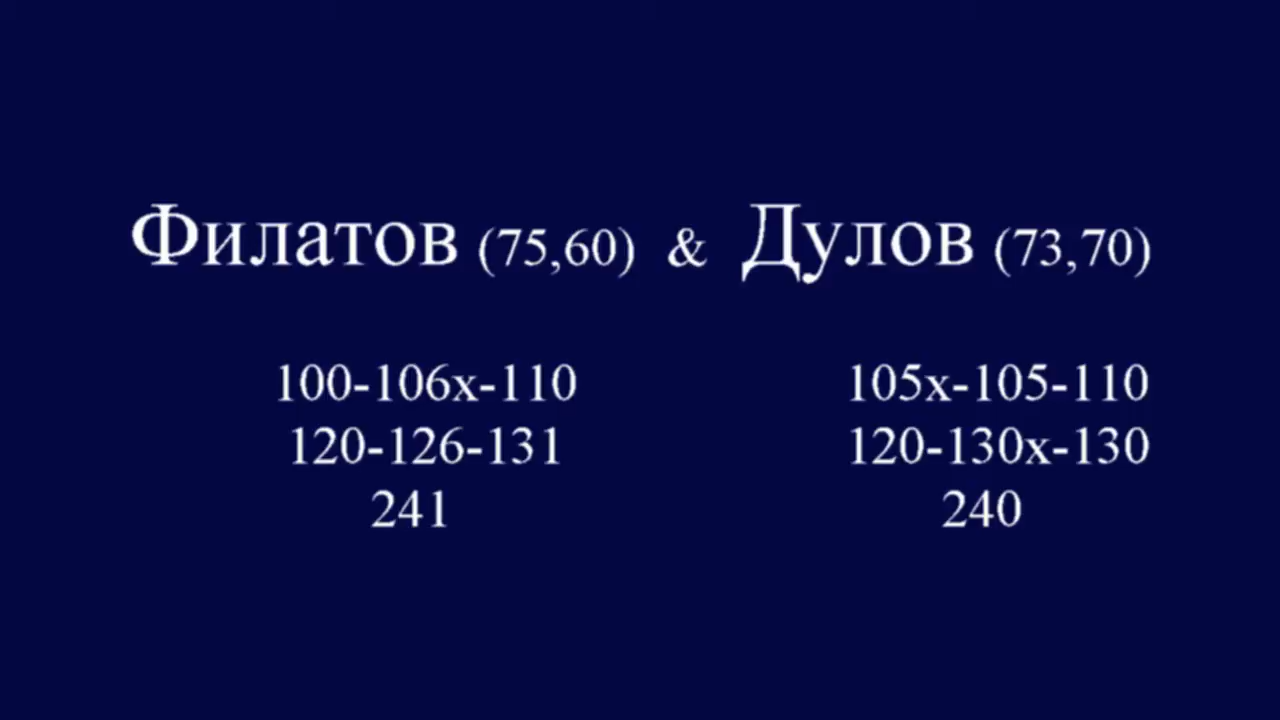 Филатов (75,60) & Дулов (73,70)
100-106х-110 105х-105-110
120-126-131 120-130х-130
241 240